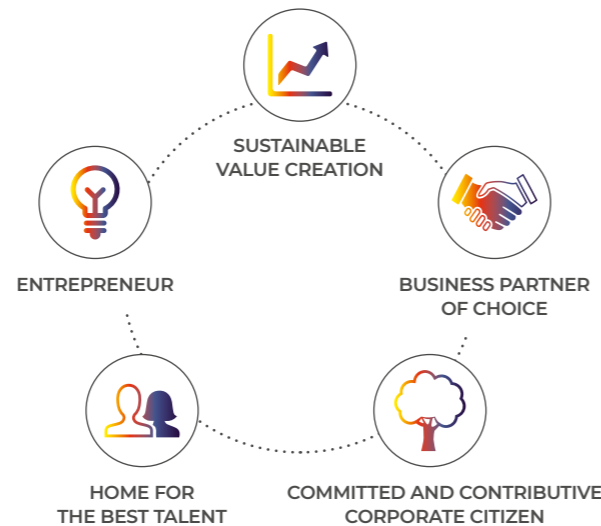 SUSTAINABLE
VALUE CREATION
ENTREPRENEUR
BUSINESS PARTNER
OF CHOICE
HOME FOR
THE BEST TALENT
COMMITTED AND CONTRIBUTIVE
CORPORATE CITIZEN